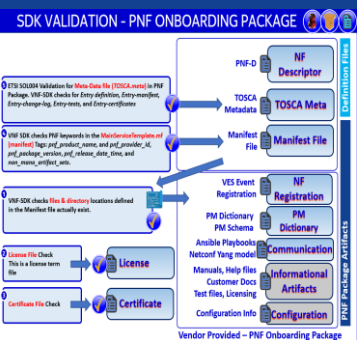 SDK VALIDATION - PNF ONBOARDING PACKAGE
ETSI SOL004 Validation for Meta-Data file (TOSCA.meta) in PNF
Package. VNF-SDK checks for Entry definition, Entry-manifest,
Entry-change-log, Entry-tests, and Entry-certificates
VNF SDK checks PNF keywords in the MainServiceTemplate.mf
(manifest) Tags: pnf_product_name, and pnf_provider_id,
pnf_package_version, pnf_release_date_time, and
non_mano_artifact_sets.
VNF-SDK checks files & directory locations defined
in the Manifest file actually exist.
License File Check
This is a license term
file
License
Certificate File Check
Certificate
PNF-D
NF
Descriptor
TOSCA
Metadata
TOSCA Meta
Manifest
File
Manifest File
Definition Files
VES Event
Registration
NF
Registration
PM Dictionary
PM Schema
PM
Dictionary
Ansible Playbooks
Netconf Yang model
Communication
Manuals, Help files
Customer Docs
Test files, Licensing
Informational
Artifacts
Configuration Info
Configuration
PNF Package Artifacts
Vendor Provided – PNF Onboarding Package